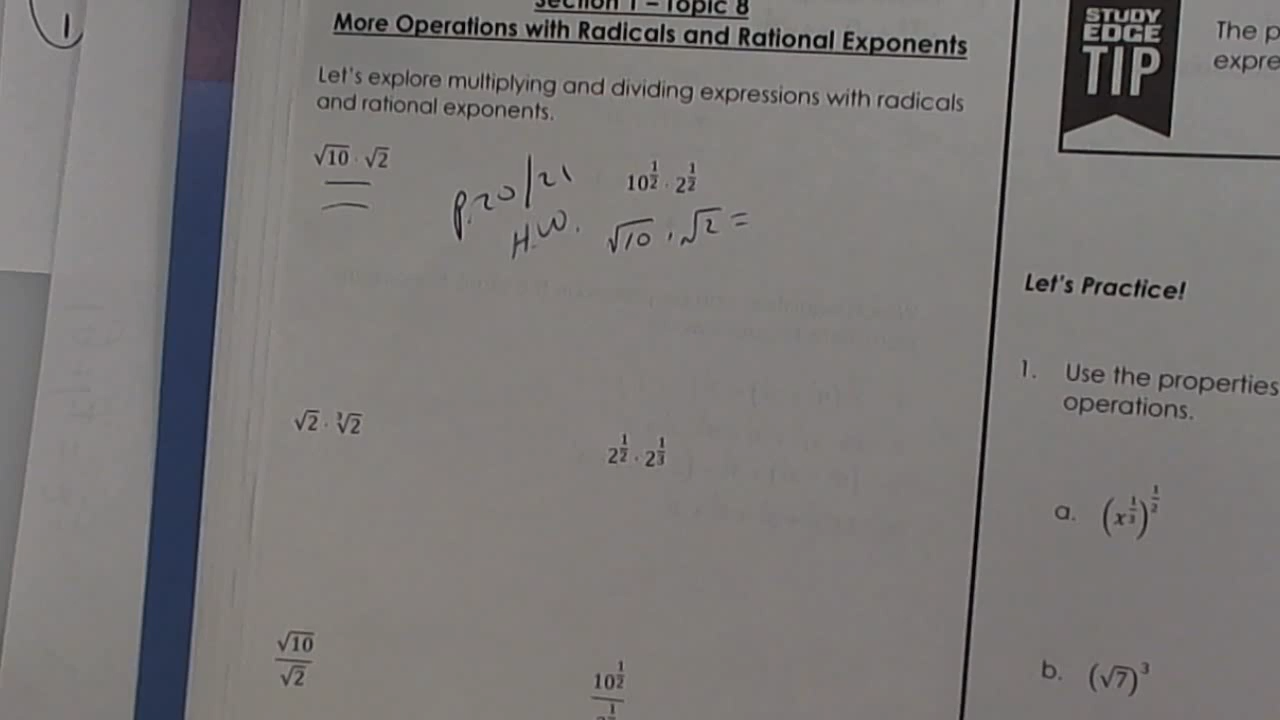 1
Section 1 – Topic 8
More Operations with Radicals and Rational Exponents
Let's explore multiplying and dividing expressions with radicals
and rational exponents.
√10 · √2
p.20/21
H.W.
10^(1/2) · 2^(1/2)
√10 · √2 =
√2 · ∛2
2^(1/2) · 2^(1/3)
√10/√2
10^(1/2)
STUDY
EDGE
TIP
The p
expre
Let's Practice!
1. Use the properties
operations.
a. (x^(1/3))^(1/2)
b. (√7)^3